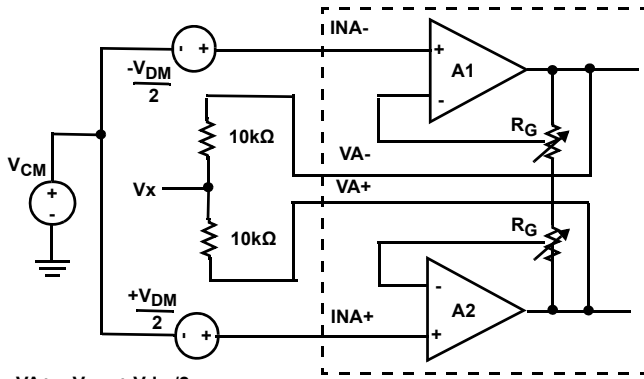 INA-
+
A1
-
- +
-VDM
2
10kΩ
RG
VA-
VCM
+
-
Vx
VA+
10kΩ
RG
+VDM
2
- +
INA+
-
A2
+